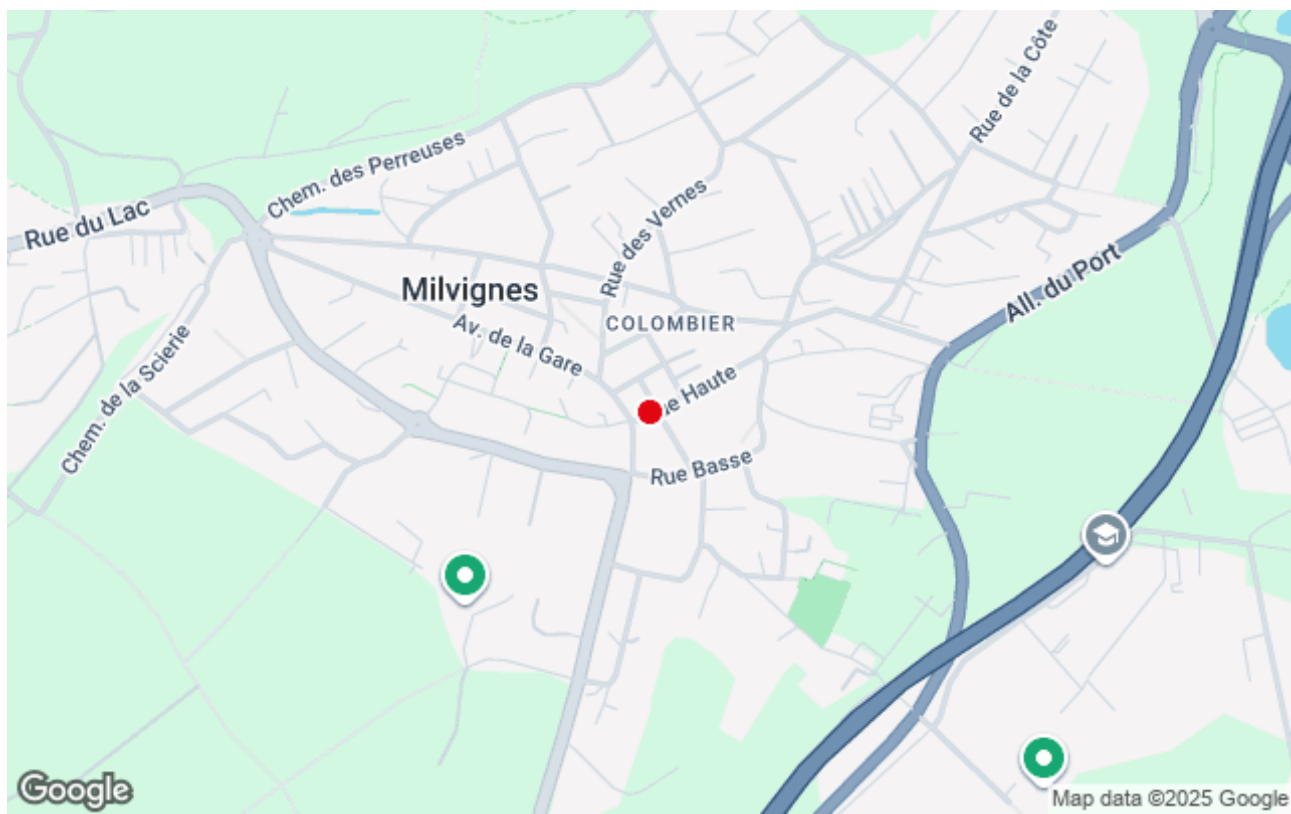 Rue de la Côte
Chem. des Perreuses
Rue du Lac
Rue des Vernes
All. du Port
Milvignes
COLOMBIER
Av. de la Gare
Chem. de la Scierie
Haute
Rue Basse
Google
Map data ©2025 Google